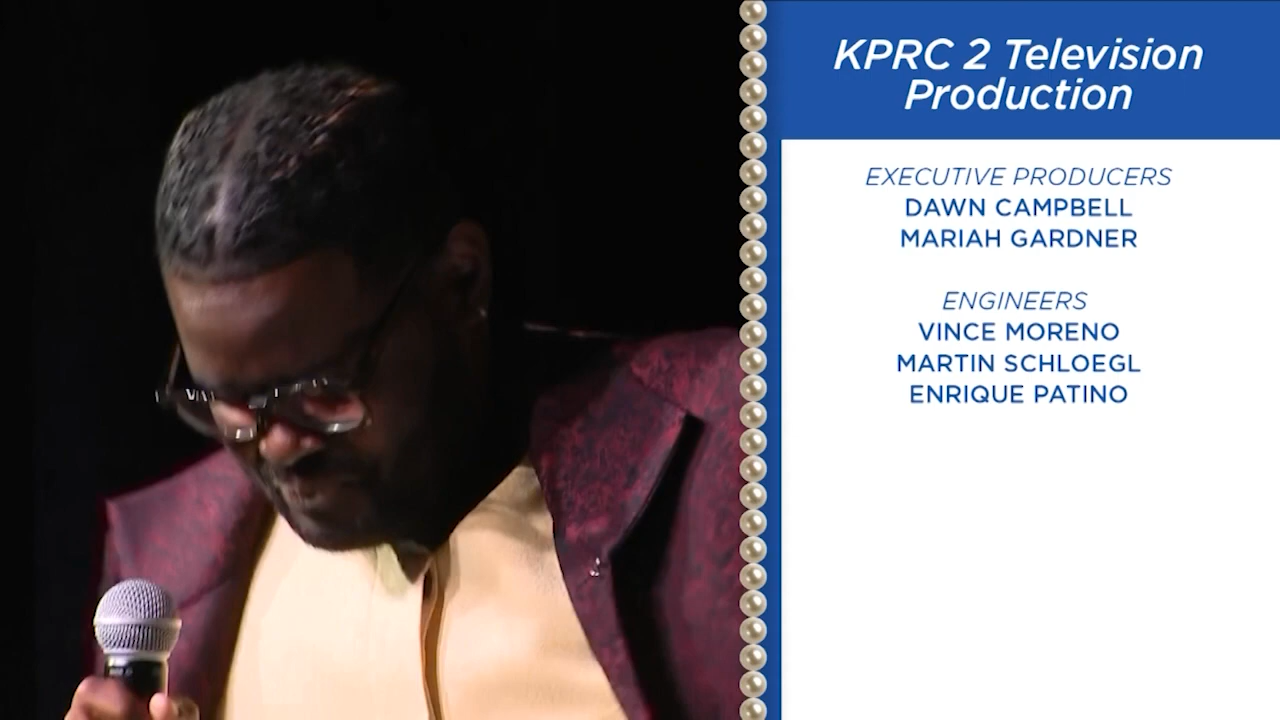 KPRC 2 Television
Production
EXECUTIVE PRODUCERS
DAWN CAMPBELL
MARIAH GARDNER
ENGINEERS
VINCE MORENO
MARTIN SCHLOEGL
ENRIQUE PATINO